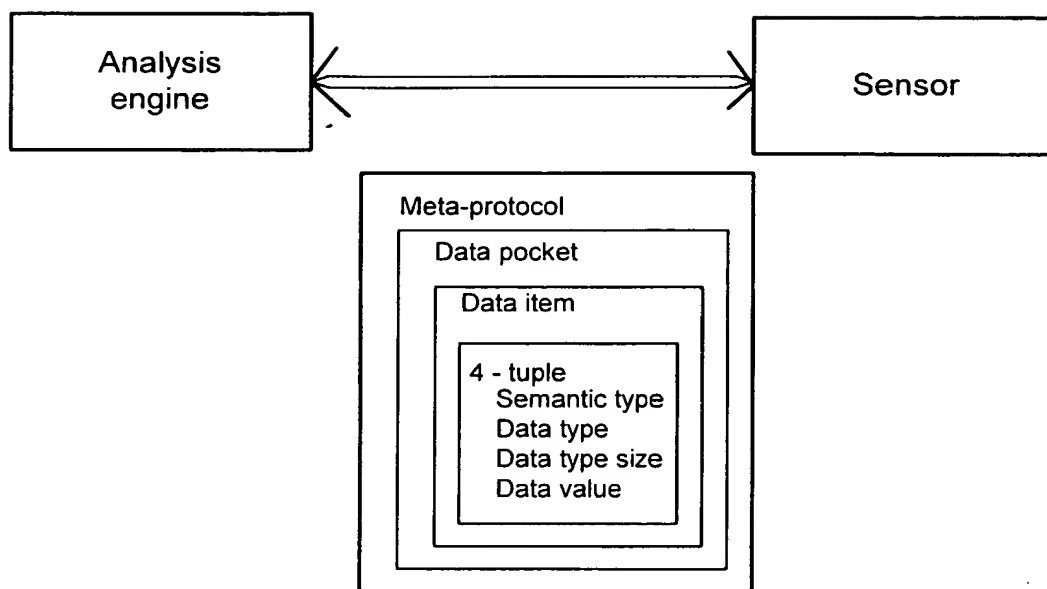 Analysis
engine
Sensor
Meta-protocol
Data pocket
Data item
4 - tuple
Semantic type
Data type
Data type size
Data value